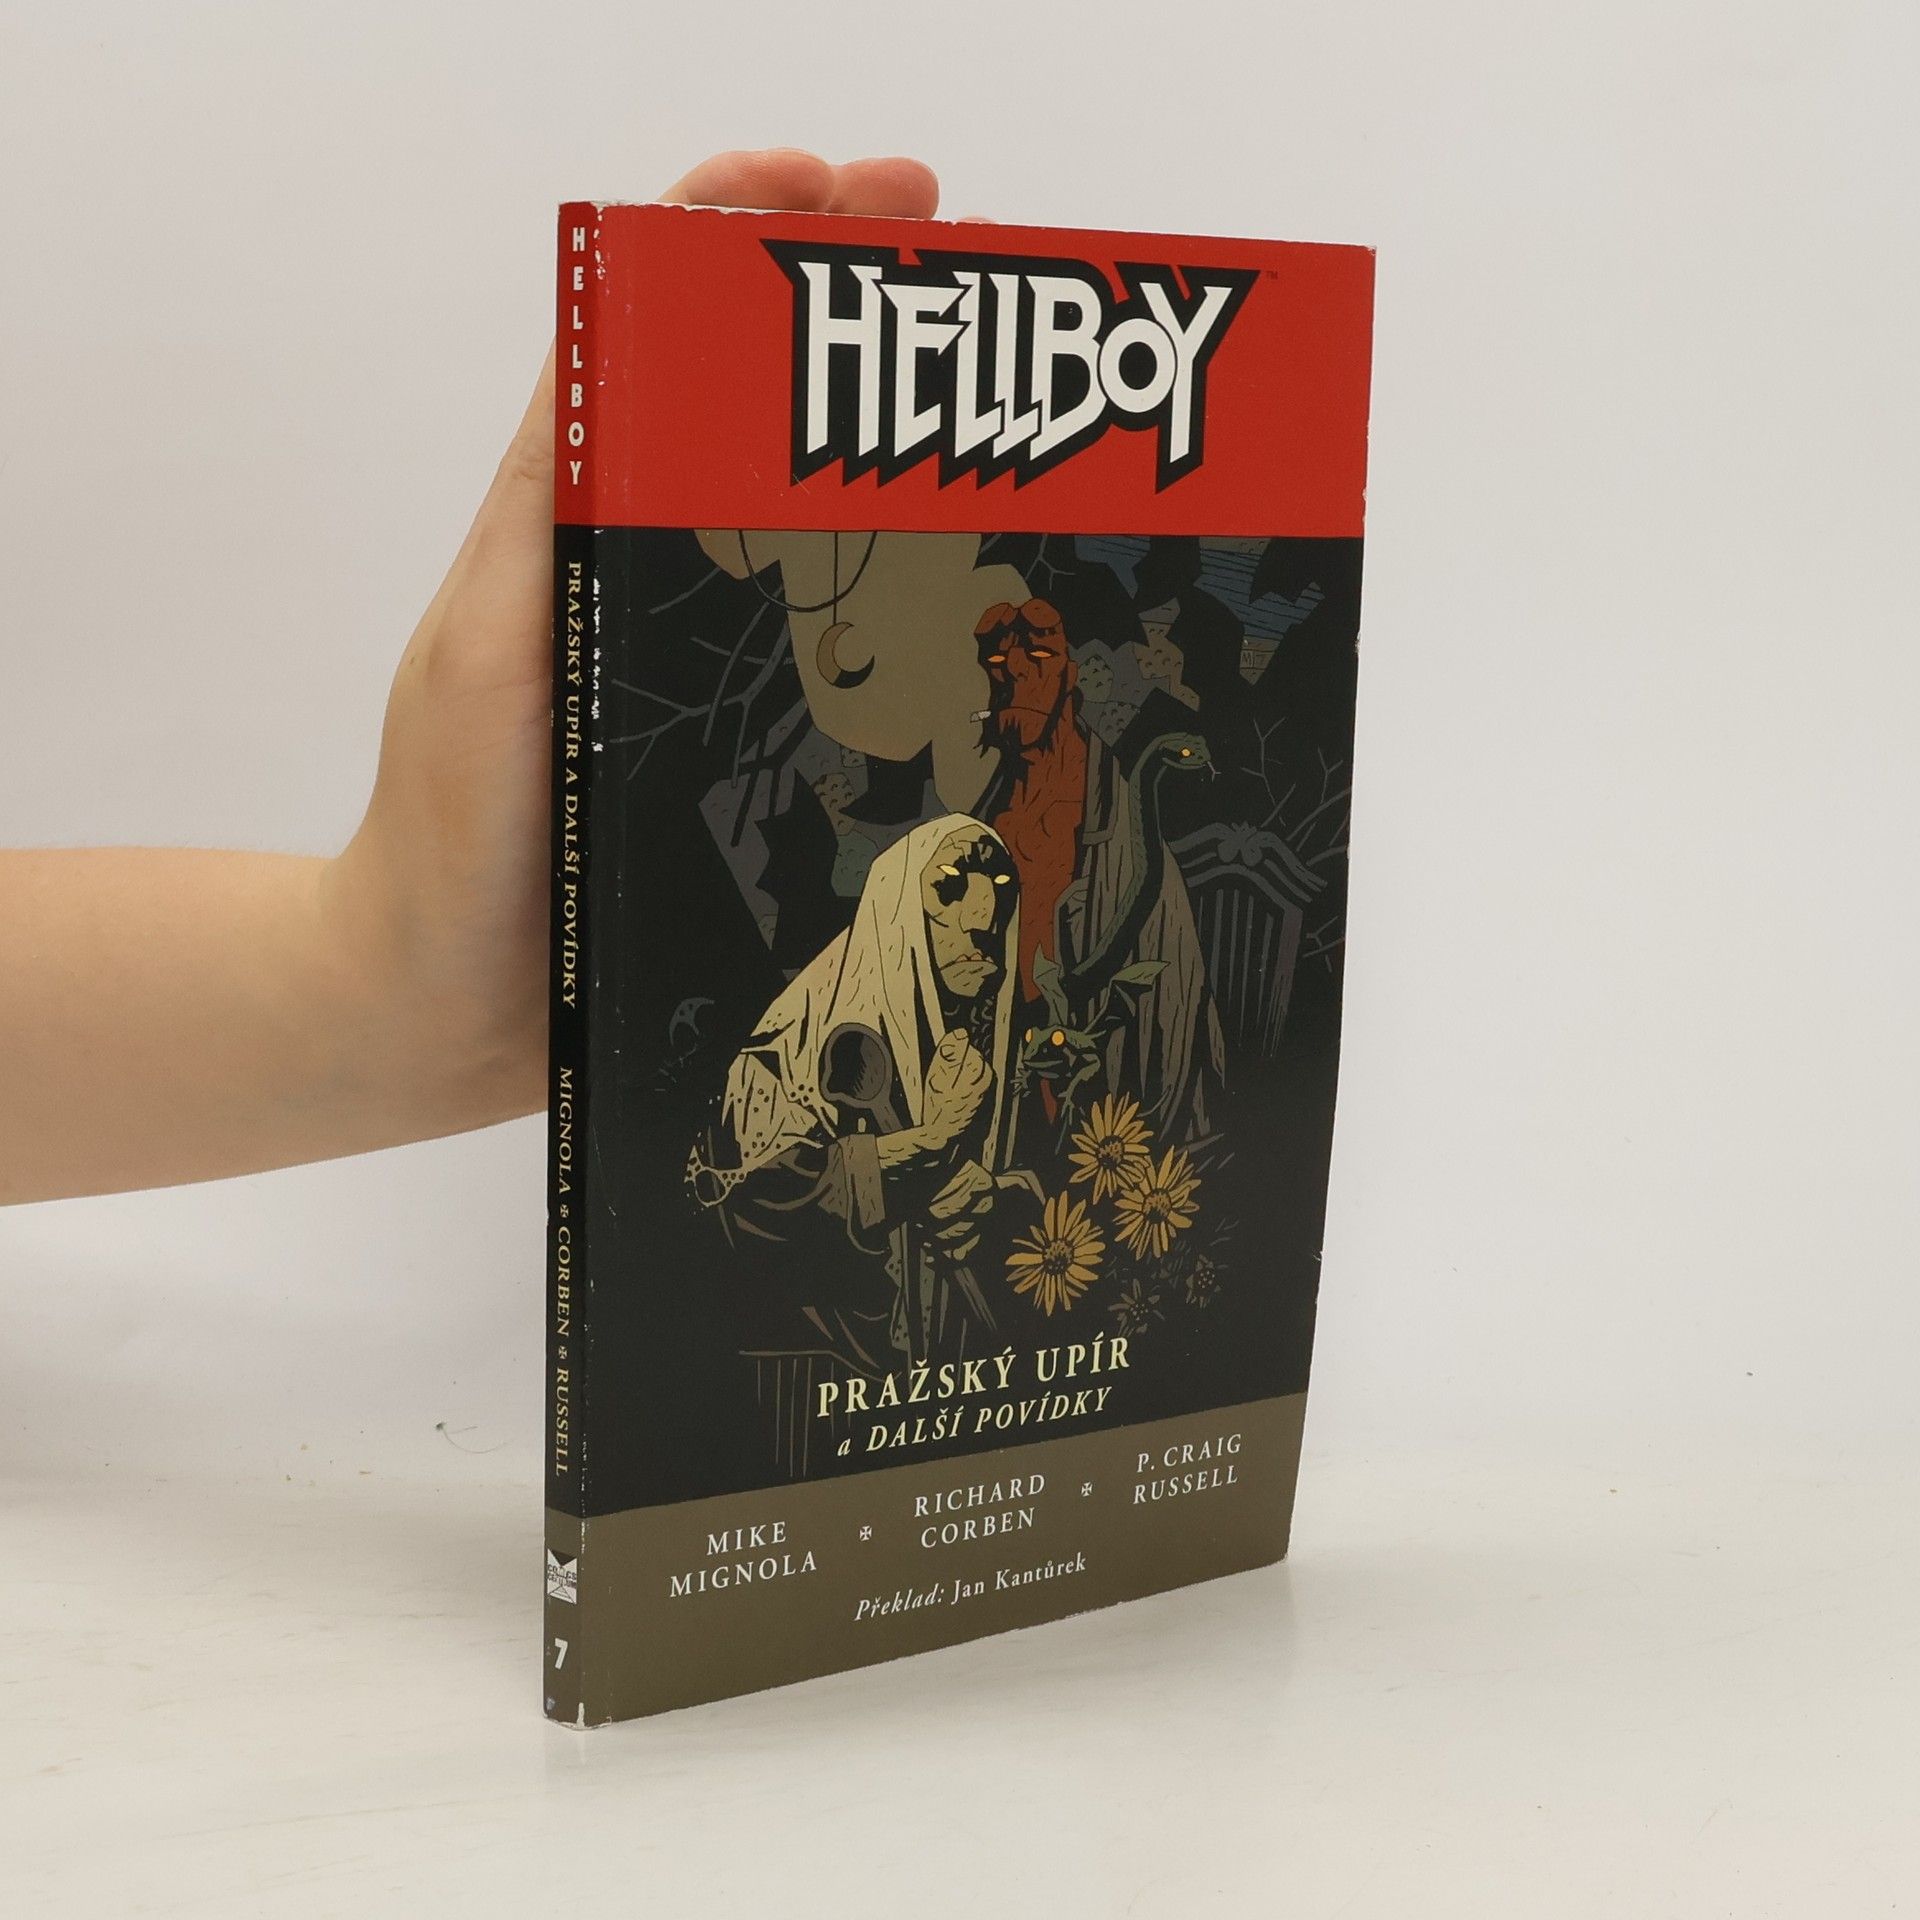 HELLBOY
PRAŽSKÝ UPÍR A DALŠÍ POVÍDKY
MIGNOLA ✠ CORBEN ✠ RUSSELL
7
HELLBOY™
PRAŽSKÝ UPÍR
a DALŠÍ POVÍDKY
MIKE
MIGNOLA
✠
RICHARD
CORBEN
✠
P. CRAIG
RUSSELL
Překlad: Jan Kantůrek